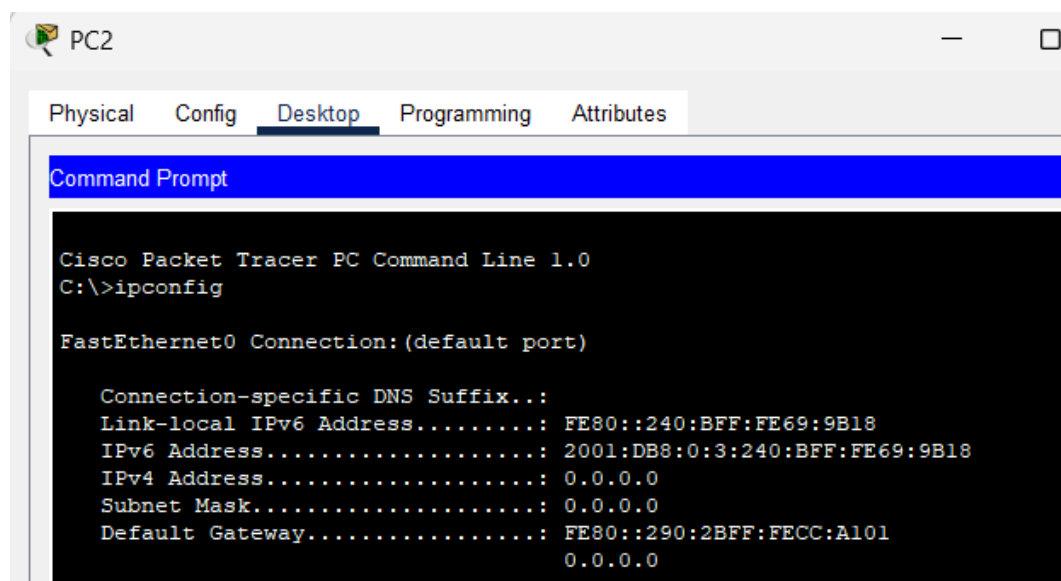 PC2
Physical Config Desktop Programming Attributes
Command Prompt
Cisco Packet Tracer PC Command Line 1.0
C:\>ipconfig
FastEthernet0 Connection:(default port)
Connection-specific DNS Suffix..:
Link-local IPv6 Address.........: FE80::240:BFF:FE69:9B18
IPv6 Address....................: 2001:DB8:0:3:240:BFF:FE69:9B18
IPv4 Address....................: 0.0.0.0
Subnet Mask.....................: 0.0.0.0
Default Gateway.................: FE80::290:2BFF:FECC:A101
0.0.0.0